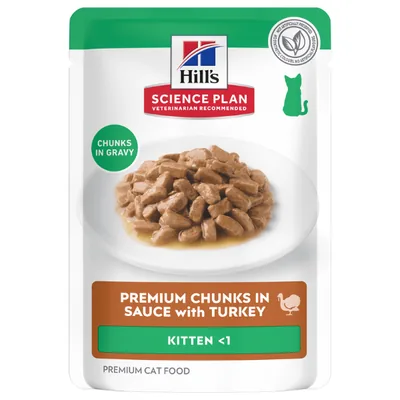 Hill's
SCIENCE PLAN
VETERINARIAN RECOMMENDED
CHUNKS
IN GRAVY
PREMIUM CHUNKS IN
SAUCE with TURKEY
KITTEN <1
PREMIUM CAT FOOD